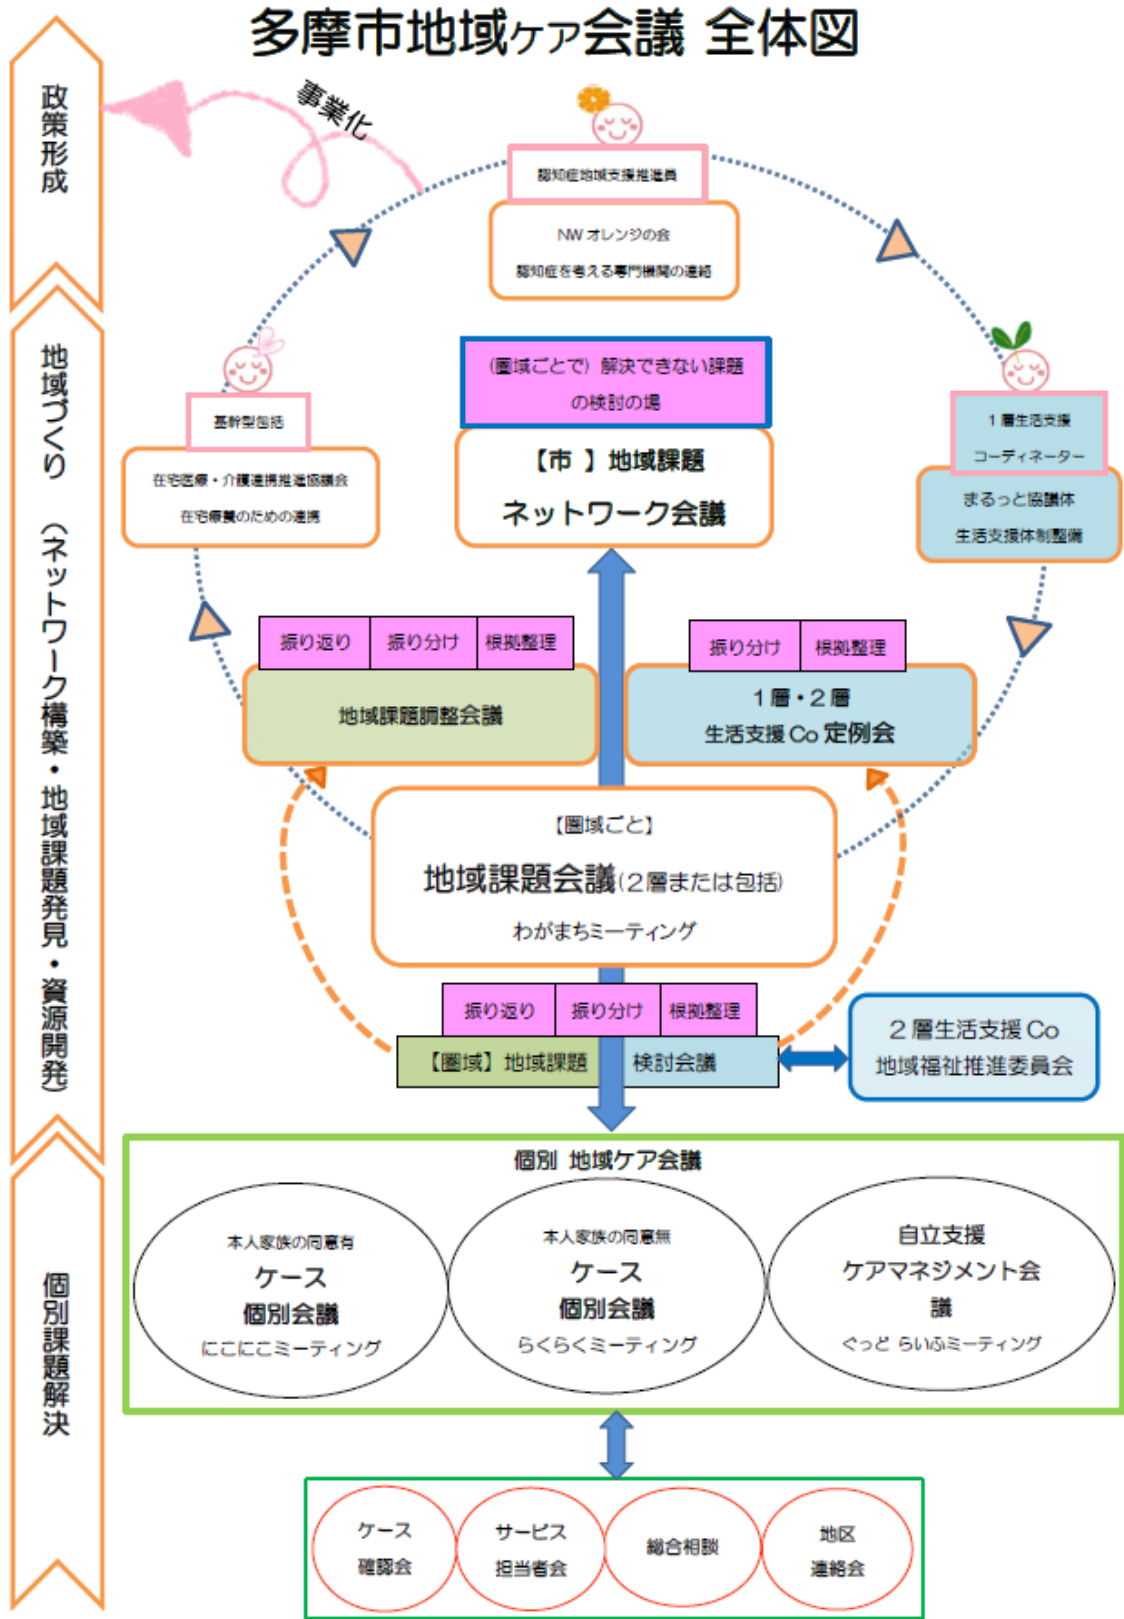 多摩市地域ケア会議 全体図
政策形成
事業化
認知症地域支援推進員
NWオレンジの会
認知症を考える専門機関の連絡
地域づくり (ネットワーク構築・地域課題発見・資源開発)
基幹型包括
在宅医療・介護連携推進協議会
在宅療養のための連携
(圏域ごとで) 解決できない課題
の検討の場
【市 】地域課題
ネットワーク会議
1層生活支援
コーディネーター
まるっと協議体
生活支援体制整備
振り返り
振り分け
根拠整理
地域課題調整会議
振り分け
根拠整理
1層・2層
生活支援Co定例会
【圏域ごと】
地域課題会議(2層または包括)
わがまちミーティング
振り返り
振り分け
根拠整理
【圏域】地域課題 検討会議
2層生活支援Co
地域福祉推進委員会
個別課題解決
個別 地域ケア会議
本人家族の同意有
ケース
個別会議
にこにこミーティング
本人家族の同意無
ケース
個別会議
らくらくミーティング
自立支援
ケアマネジメント会
議
ぐっど らいふミーティング
ケース
確認会
サービス
担当者会
総合相談
地区
連絡会